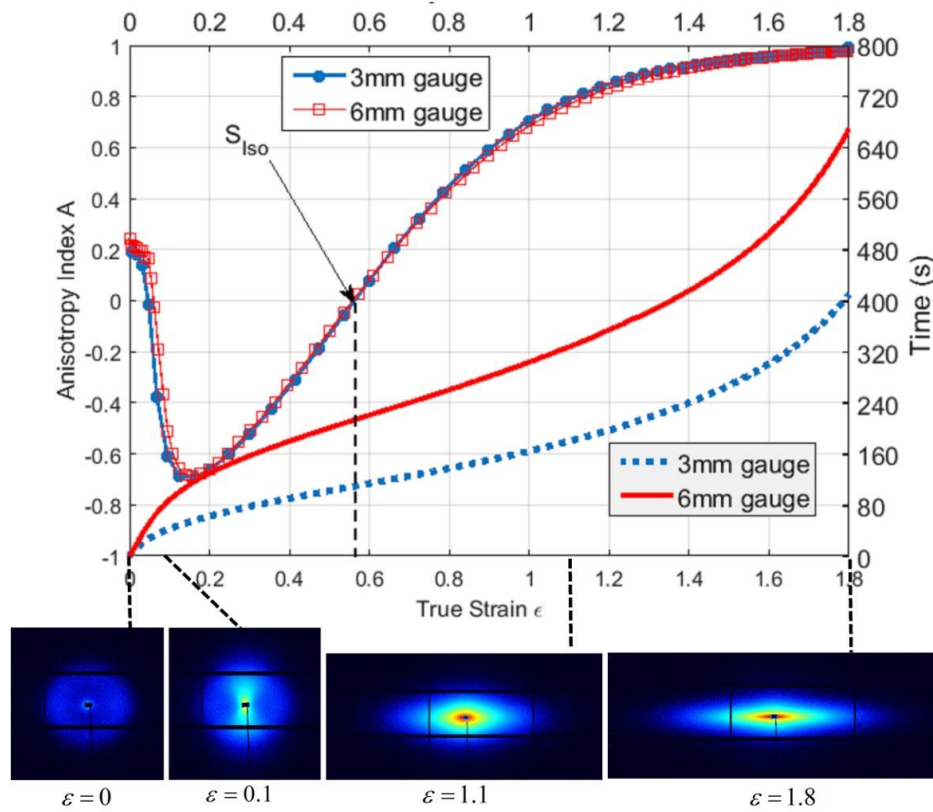 0 0.2 0.4 0.6 0.8 1 1.2 1.4 1.6 1.8
3mm gauge
6mm gauge
S_Iso
Anisotropy Index A
1
0.8
0.6
0.4
0.2
0
-0.2
-0.4
-0.6
-0.8
-1
800
720
640
560
480
400
320
240
160
80
0
Time (s)
3mm gauge
6mm gauge
0 0.2 0.4 0.6 0.8 1 1.2 1.4 1.6 1.8
True Strain ϵ
ε = 0
ε = 0.1
ε = 1.1
ε = 1.8